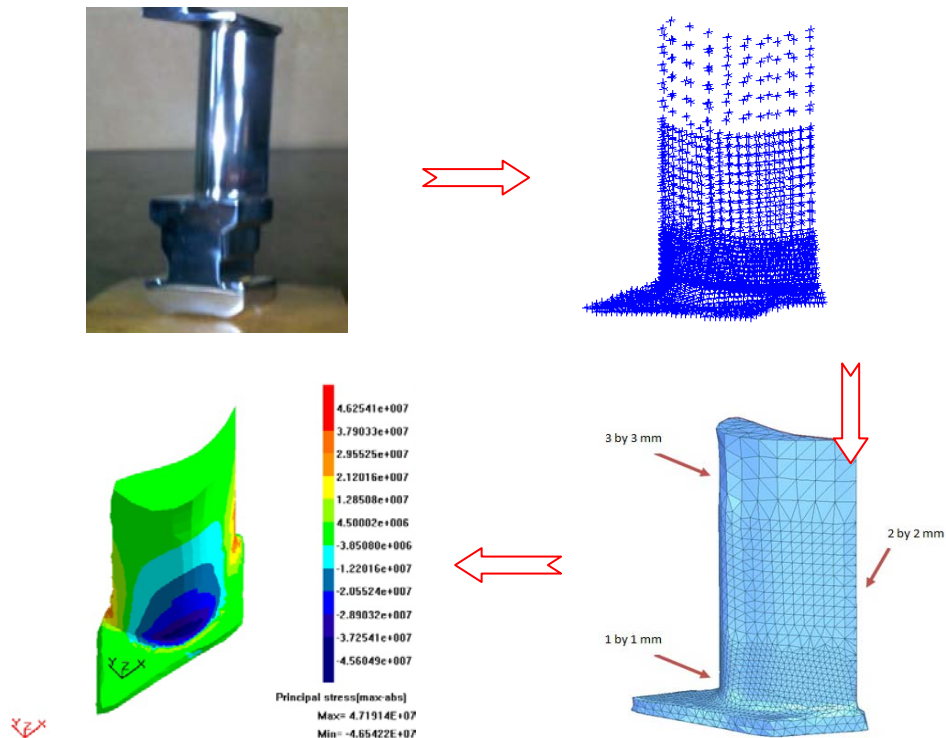 4.62541e+007
3.79033e+007
2.95525e+007
2.12016e+007
1.28508e+007
4.50002e+006
-3.85080e+006
-1.22016e+007
-2.05524e+007
-2.89032e+007
-3.72541e+007
-4.56049e+007
Principal stress(max-abs)
Max= 4.71914E+07
Min= -4.65422E+07
Y Z X
Y Z X
3 by 3 mm
2 by 2 mm
1 by 1 mm